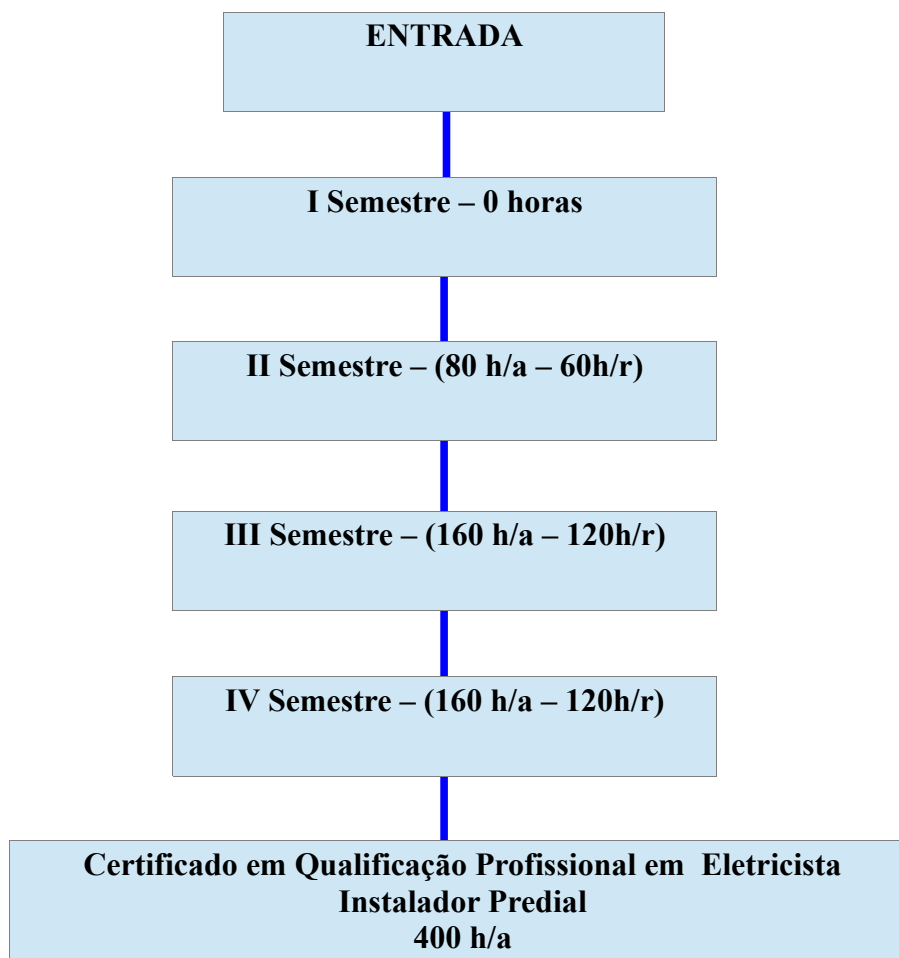 ENTRADA
I Semestre – 0 horas
II Semestre – (80 h/a – 60h/r)
III Semestre – (160 h/a – 120h/r)
IV Semestre – (160 h/a – 120h/r)
Certificado em Qualificação Profissional em  Eletricista
Instalador Predial
400 h/a